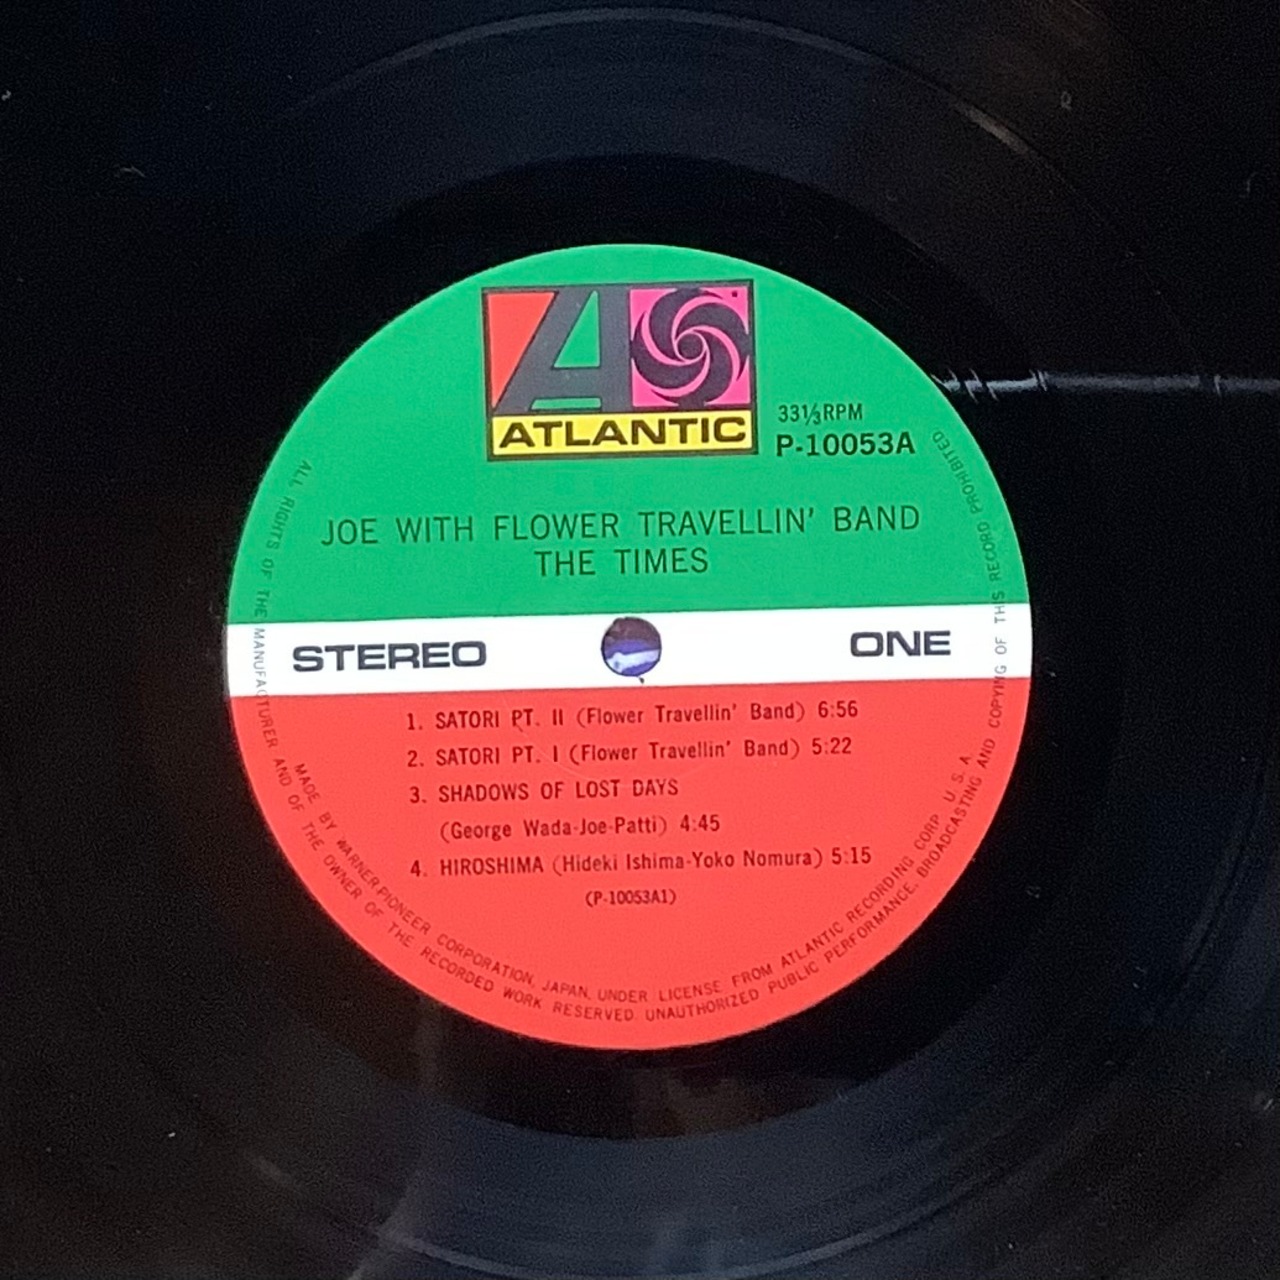 ATLANTIC
33⅓RPM
P-10053A
JOE WITH FLOWER TRAVELLIN' BAND
THE TIMES
STEREO
ONE
1. SATORI PT. II (Flower Travellin' Band) 6:56
2. SATORI PT. I (Flower Travellin' Band) 5:22
3. SHADOWS OF LOST DAYS
(George Wada-Joe-Patti) 4:45
4. HIROSHIMA (Hideki Ishima-Yoko Nomura) 5:15
(P-10053A1)
MADE BY WARNER-PIONEER CORPORATION, JAPAN, UNDER LICENSE FROM ATLANTIC RECORDING CORP. U.S.A.
ALL RIGHTS OF THE MANUFACTURER AND OF THE OWNER OF THE RECORDED WORK RESERVED. UNAUTHORIZED PUBLIC PERFORMANCE. BROADCASTING AND COPYING OF THIS RECORD PROHIBITED